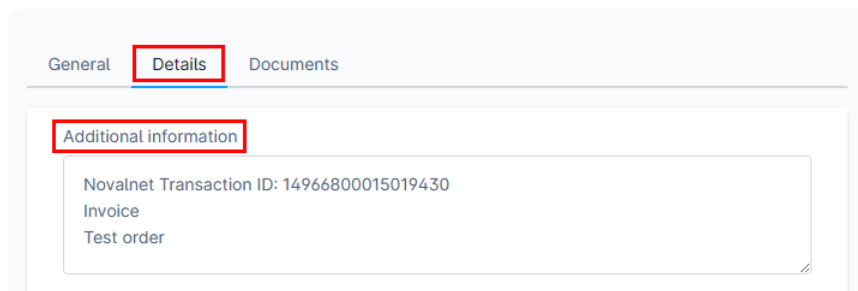 General Details Documents
Additional information
Novalnet Transaction ID: 14966800015019430
Invoice
Test order